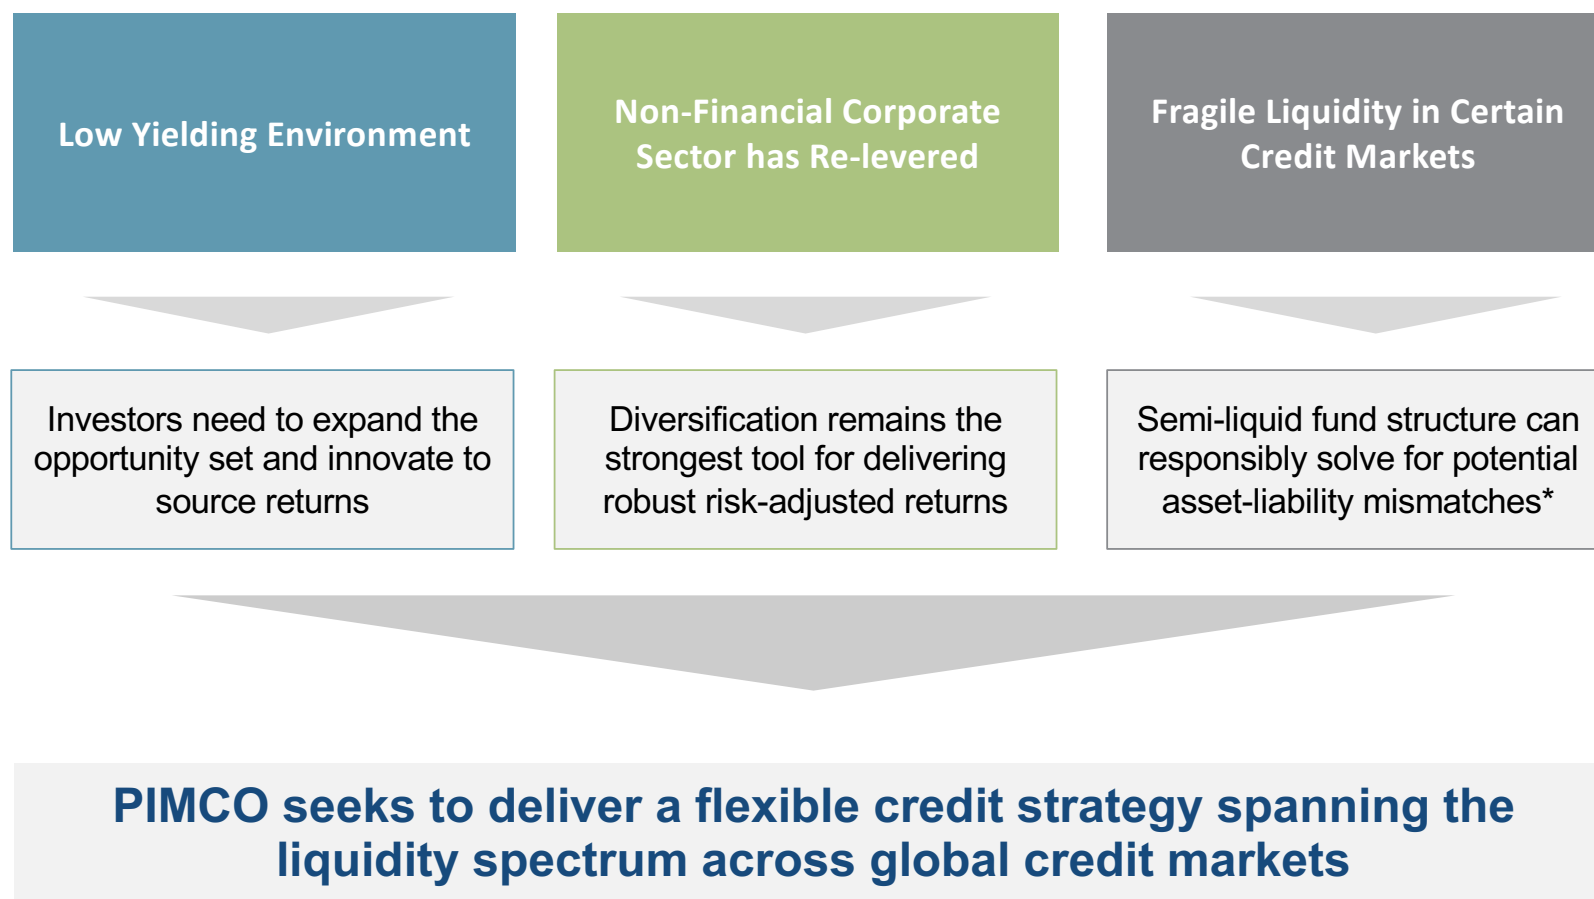 Low Yielding Environment
Non-Financial Corporate
Sector has Re-levered
Fragile Liquidity in Certain
Credit Markets
Investors need to expand the
opportunity set and innovate to
source returns
Diversification remains the
strongest tool for delivering
robust risk-adjusted returns
Semi-liquid fund structure can
responsibly solve for potential
asset-liability mismatches*
PIMCO seeks to deliver a flexible credit strategy spanning the
liquidity spectrum across global credit markets